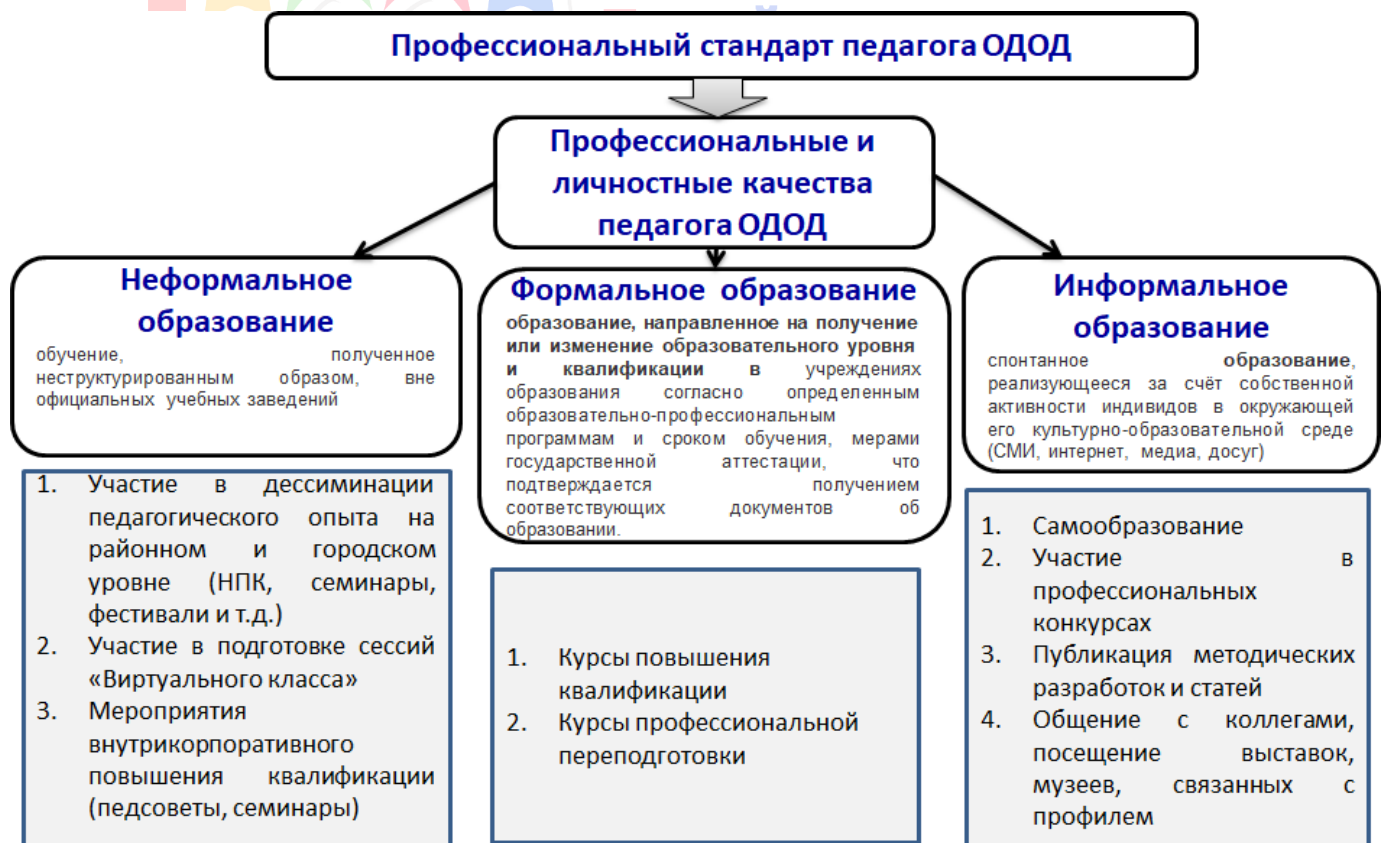 Профессиональный стандарт педагога ОДОД
Профессиональные и
личностные качества
педагога ОДОД
Неформальное
образование
обучение, полученное
неструктурированным образом, вне
официальных учебных заведений
1. Участие в дессиминации
педагогического опыта на
районном и городском
уровне (НПК, семинары,
фестивали и т.д.)
2. Участие в подготовке сессий
«Виртуального класса»
3. Мероприятия
внутрикорпоративного
повышения квалификации
(педсоветы, семинары)
Формальное образование
образование, направленное на получение
или изменение образовательного уровня
и квалификации в учреждениях
образования согласно определенным
образовательно-профессиональным
программам и сроком обучения, мерами
государственной аттестации, что
подтверждается получением
соответствующих документов об
образовании.
1. Курсы повышения
квалификации
2. Курсы профессиональной
переподготовки
Информальное
образование
спонтанное образование,
реализующееся за счёт собственной
активности индивидов в окружающей
его культурно-образовательной среде
(СМИ, интернет, медиа, досуг)
1. Самообразование
2. Участие в
профессиональных
конкурсах
3. Публикация методических
разработок и статей
4. Общение с коллегами,
посещение выставок,
музеев, связанных с
профилем